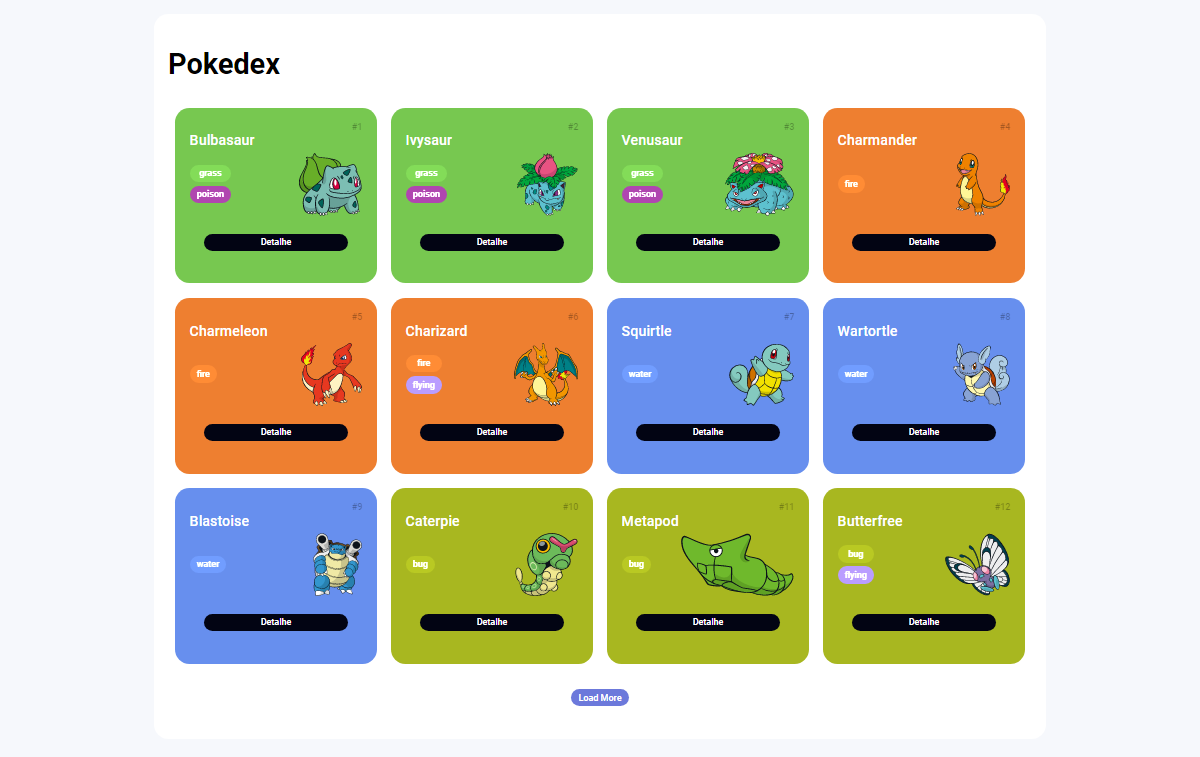 Pokedex
#1
Bulbasaur
grass
poison
Detalhe
#2
Ivysaur
grass
poison
Detalhe
#3
Venusaur
grass
poison
Detalhe
#4
Charmander
fire
Detalhe
#5
Charmeleon
fire
Detalhe
#6
Charizard
fire
flying
Detalhe
#7
Squirtle
water
Detalhe
#8
Wartortle
water
Detalhe
#9
Blastoise
water
Detalhe
#10
Caterpie
bug
Detalhe
#11
Metapod
bug
Detalhe
#12
Butterfree
bug
flying
Detalhe
Load More